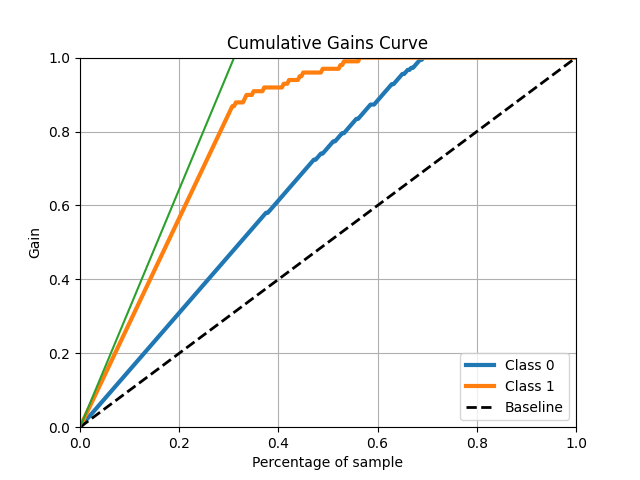 Cumulative Gains Curve
1.0
0.8
0.6
0.4
0.2
0.0
Gain
0.0 0.2 0.4 0.6 0.8 1.0
Percentage of sample
Class 0
Class 1
Baseline